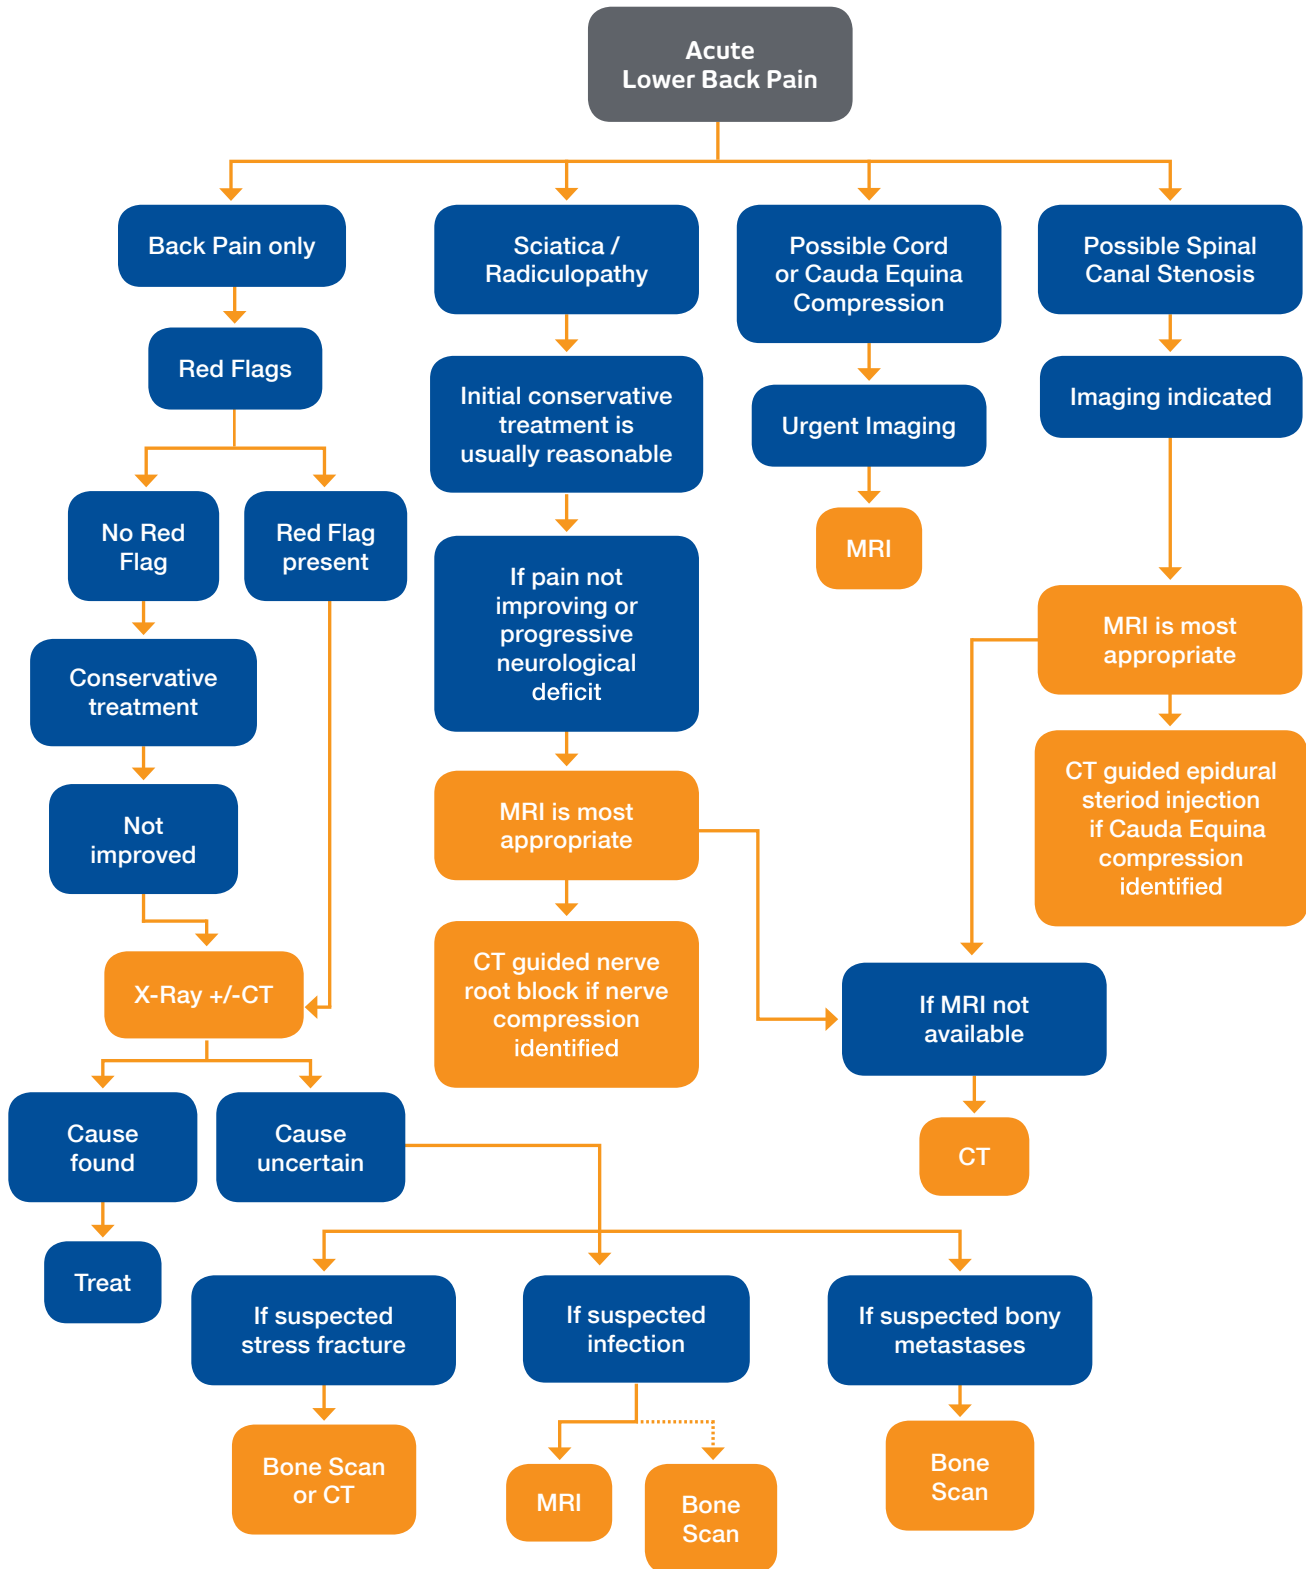 Acute
Lower Back Pain
Back Pain only
Sciatica /
Radiculopathy
Possible Cord
or Cauda Equina
Compression
Possible Spinal
Canal Stenosis
Red Flags
Initial conservative
treatment is
usually reasonable
Urgent Imaging
Imaging indicated
No Red
Flag
Red Flag
present
If pain not
improving or
progressive
neurological
deficit
MRI
MRI is most
appropriate
Conservative
treatment
CT guided epidural
steriod injection
if Cauda Equina
compression
identified
Not
improved
MRI is most
appropriate
X-Ray +/-CT
CT guided nerve
root block if nerve
compression
identified
If MRI not
available
Cause
found
Cause
uncertain
CT
Treat
If suspected
stress fracture
If suspected
infection
If suspected bony
metastases
Bone Scan
or CT
MRI
Bone
Scan
Bone
Scan